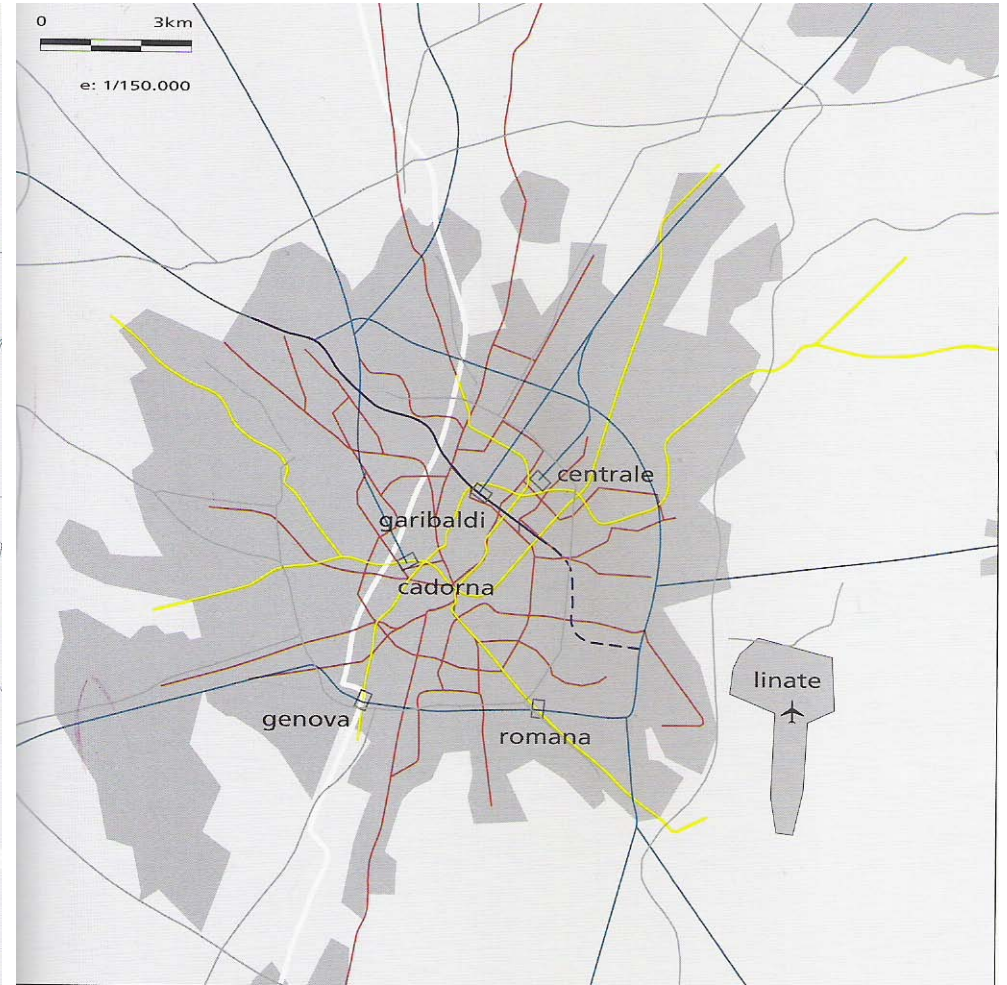 0 3km
e: 1/150.000
centrale
garibaldi
cadorna
linate
genova
romana